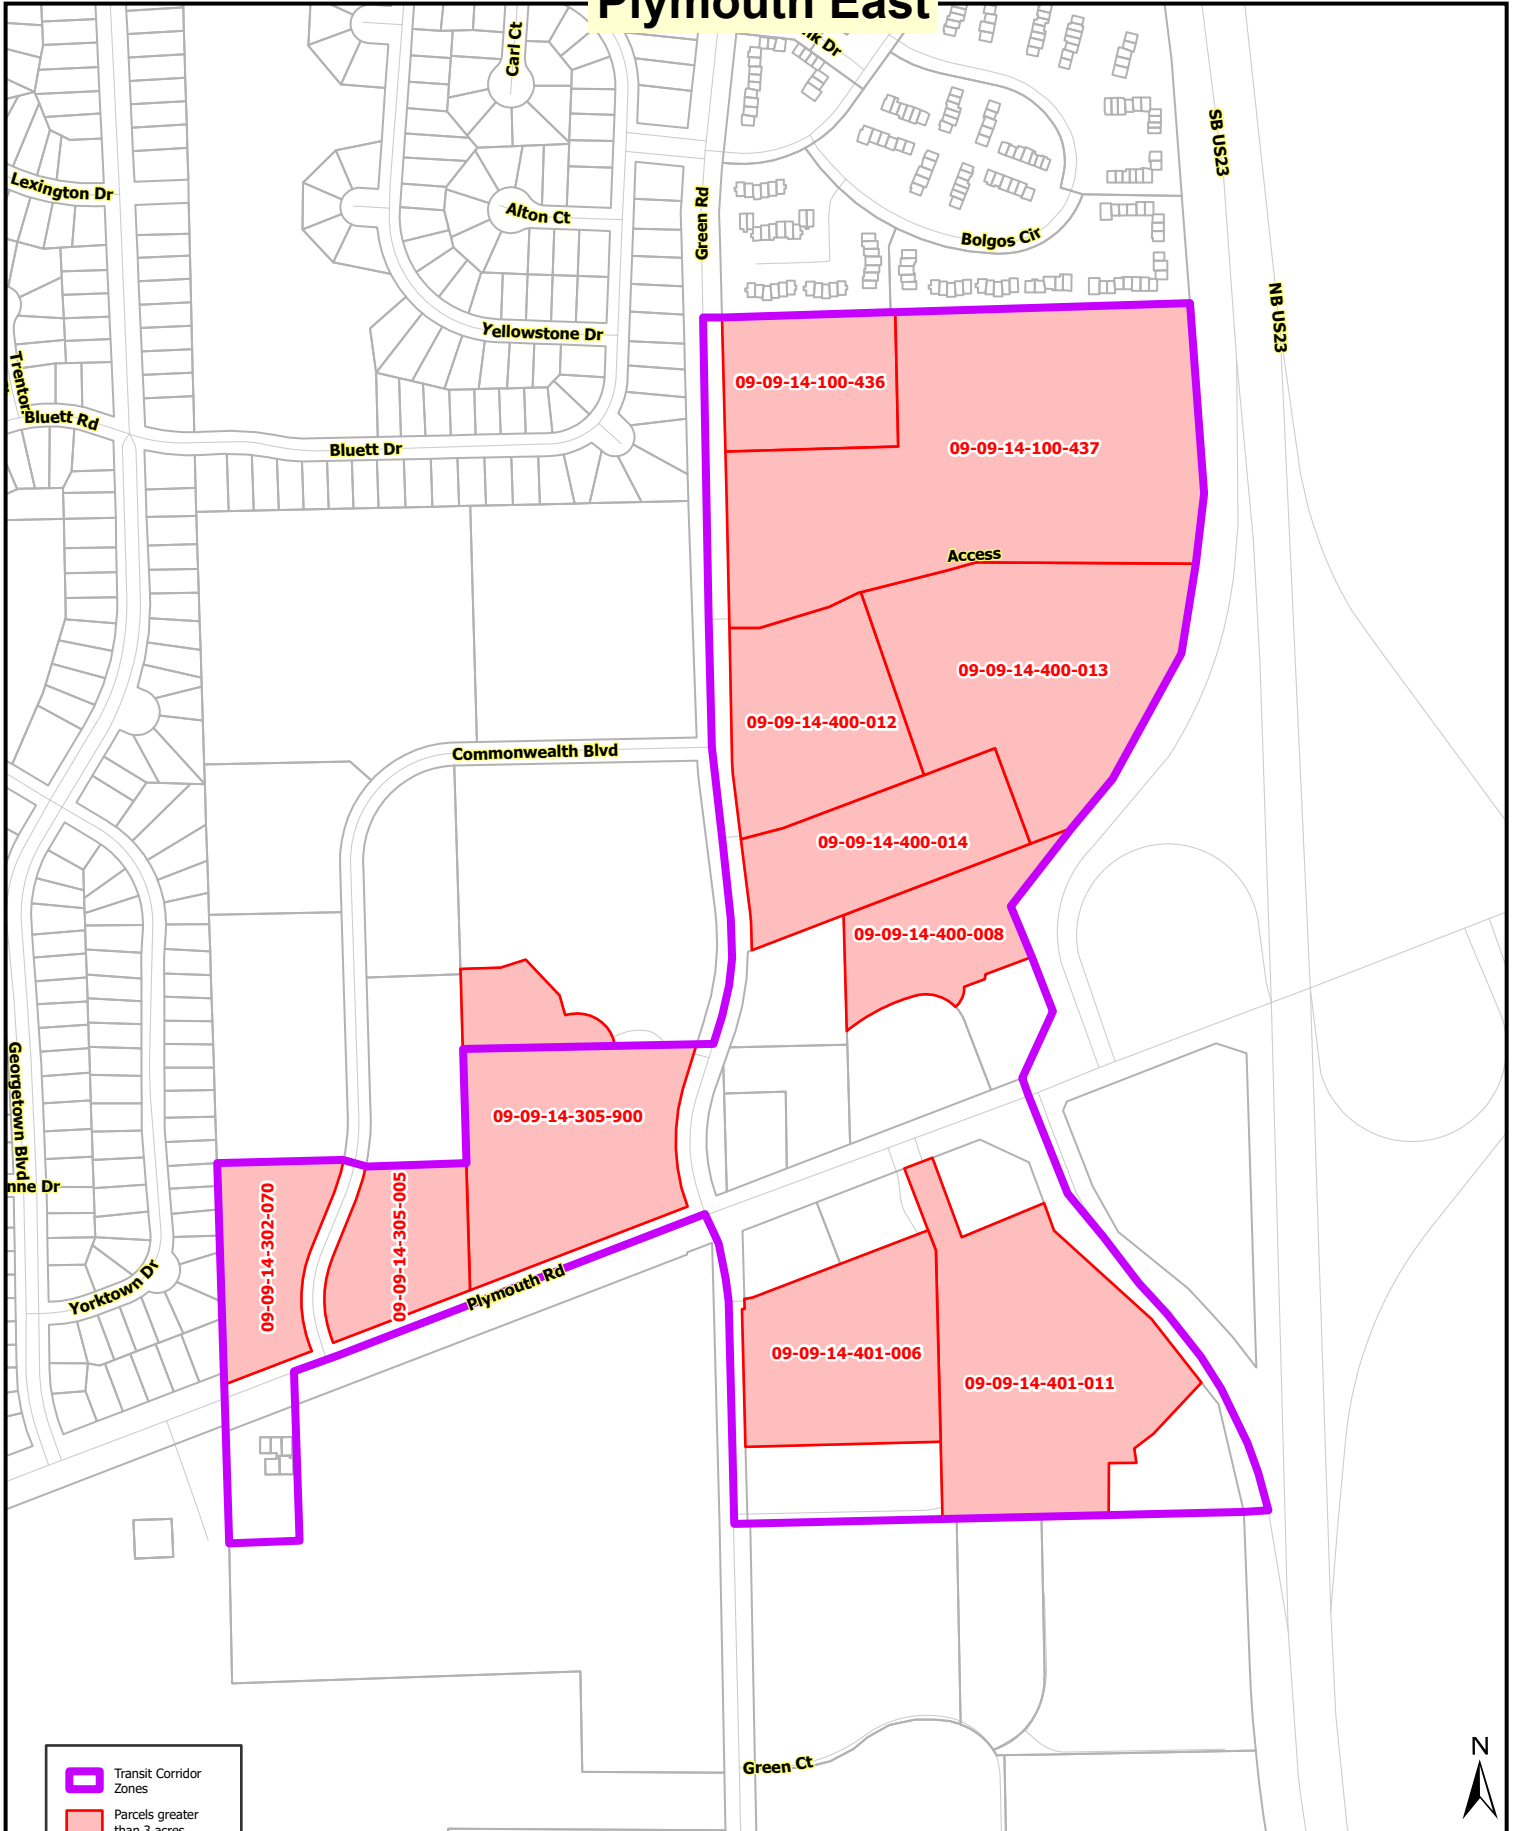 Plymouth East
Carl Ct
SB US23
Lexington Dr
Alton Ct
Green Rd
Bolgos Cir
NB US23
Yellowstone Dr
09-09-14-100-436
Bluett Rd
Bluett Dr
09-09-14-100-437
Access
09-09-14-400-013
09-09-14-400-012
Commonwealth Blvd
09-09-14-400-014
09-09-14-400-008
Georgetown Blvd
09-09-14-305-900
09-09-14-302-070
09-09-14-305-005
Yorktown Dr
Plymouth Rd
09-09-14-401-006
09-09-14-401-011
Green Ct
N
Transit Corridor
Zones
Parcels greater
than 3 acres